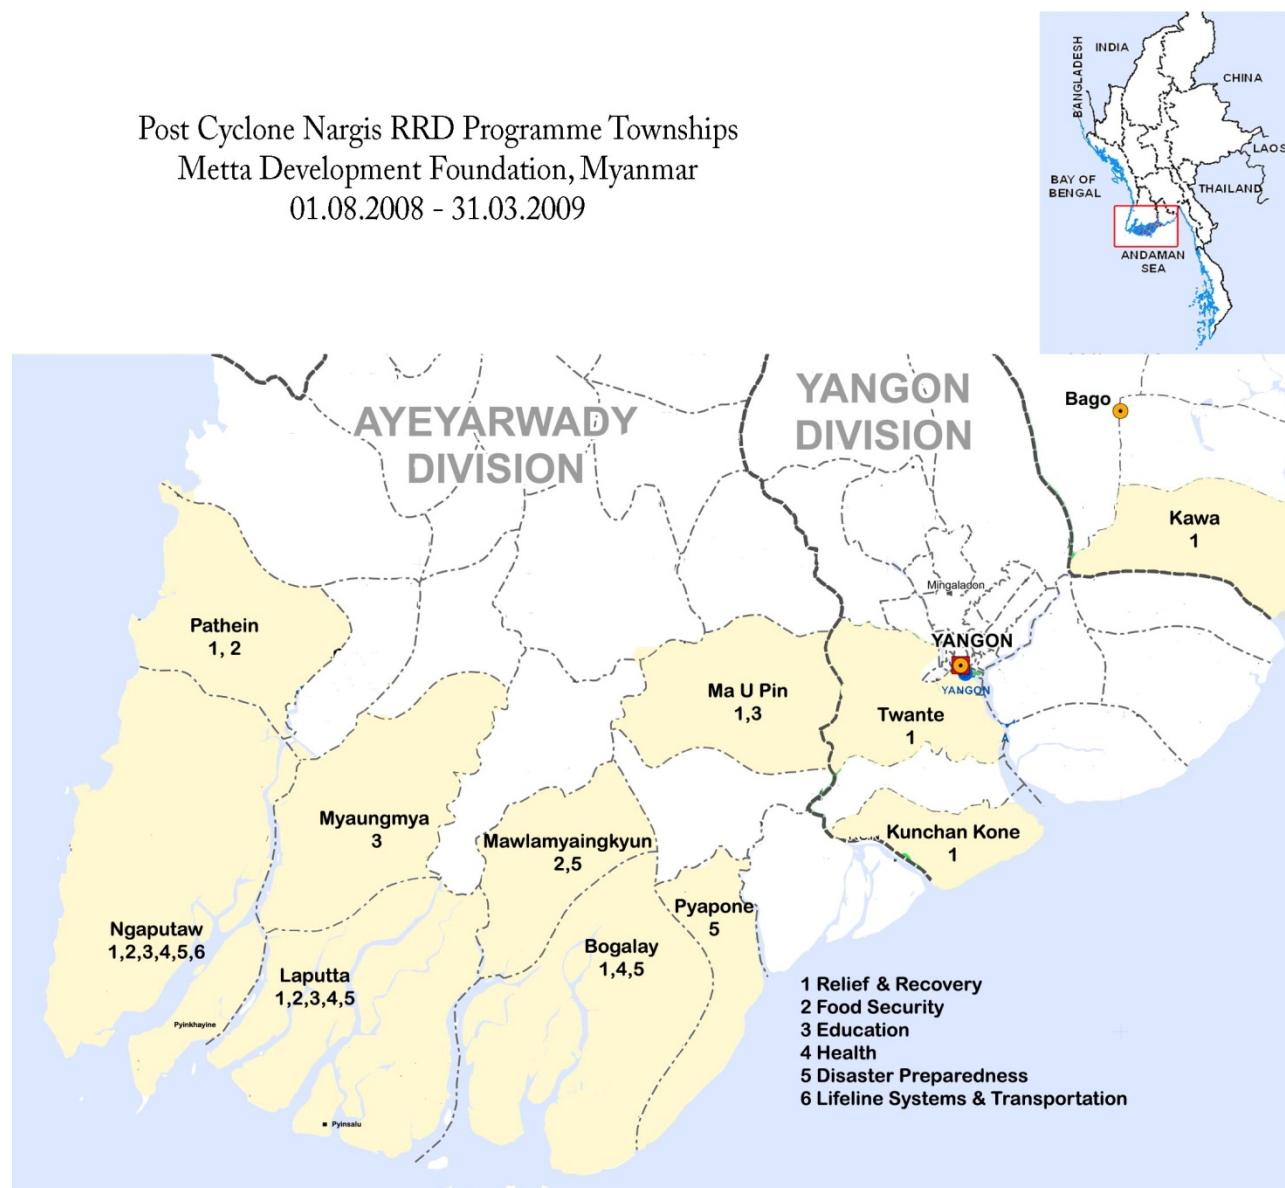 Post Cyclone Nargis RRD Programme Townships
Metta Development Foundation, Myanmar
01.08.2008 - 31.03.2009
BANGLADESH
INDIA
CHINA
LAOS
BAY OF
BENGAL
THAILAND
ANDAMAN
SEA
AYEYARWADY
DIVISION
YANGON
DIVISION
Bago
Kawa
1
Mingaladon
Pathein
1, 2
YANGON
YANGON
Ma U Pin
1,3
Twante
1
Myaungmya
3
Mawlamyaingkyun
2,5
Kunchan Kone
1
Pyapone
5
Ngaputaw
1,2,3,4,5,6
Bogalay
1,4,5
Laputta
1,2,3,4,5
Pyinkhayine
Pyinsalu
1 Relief & Recovery
2 Food Security
3 Education
4 Health
5 Disaster Preparedness
6 Lifeline Systems & Transportation